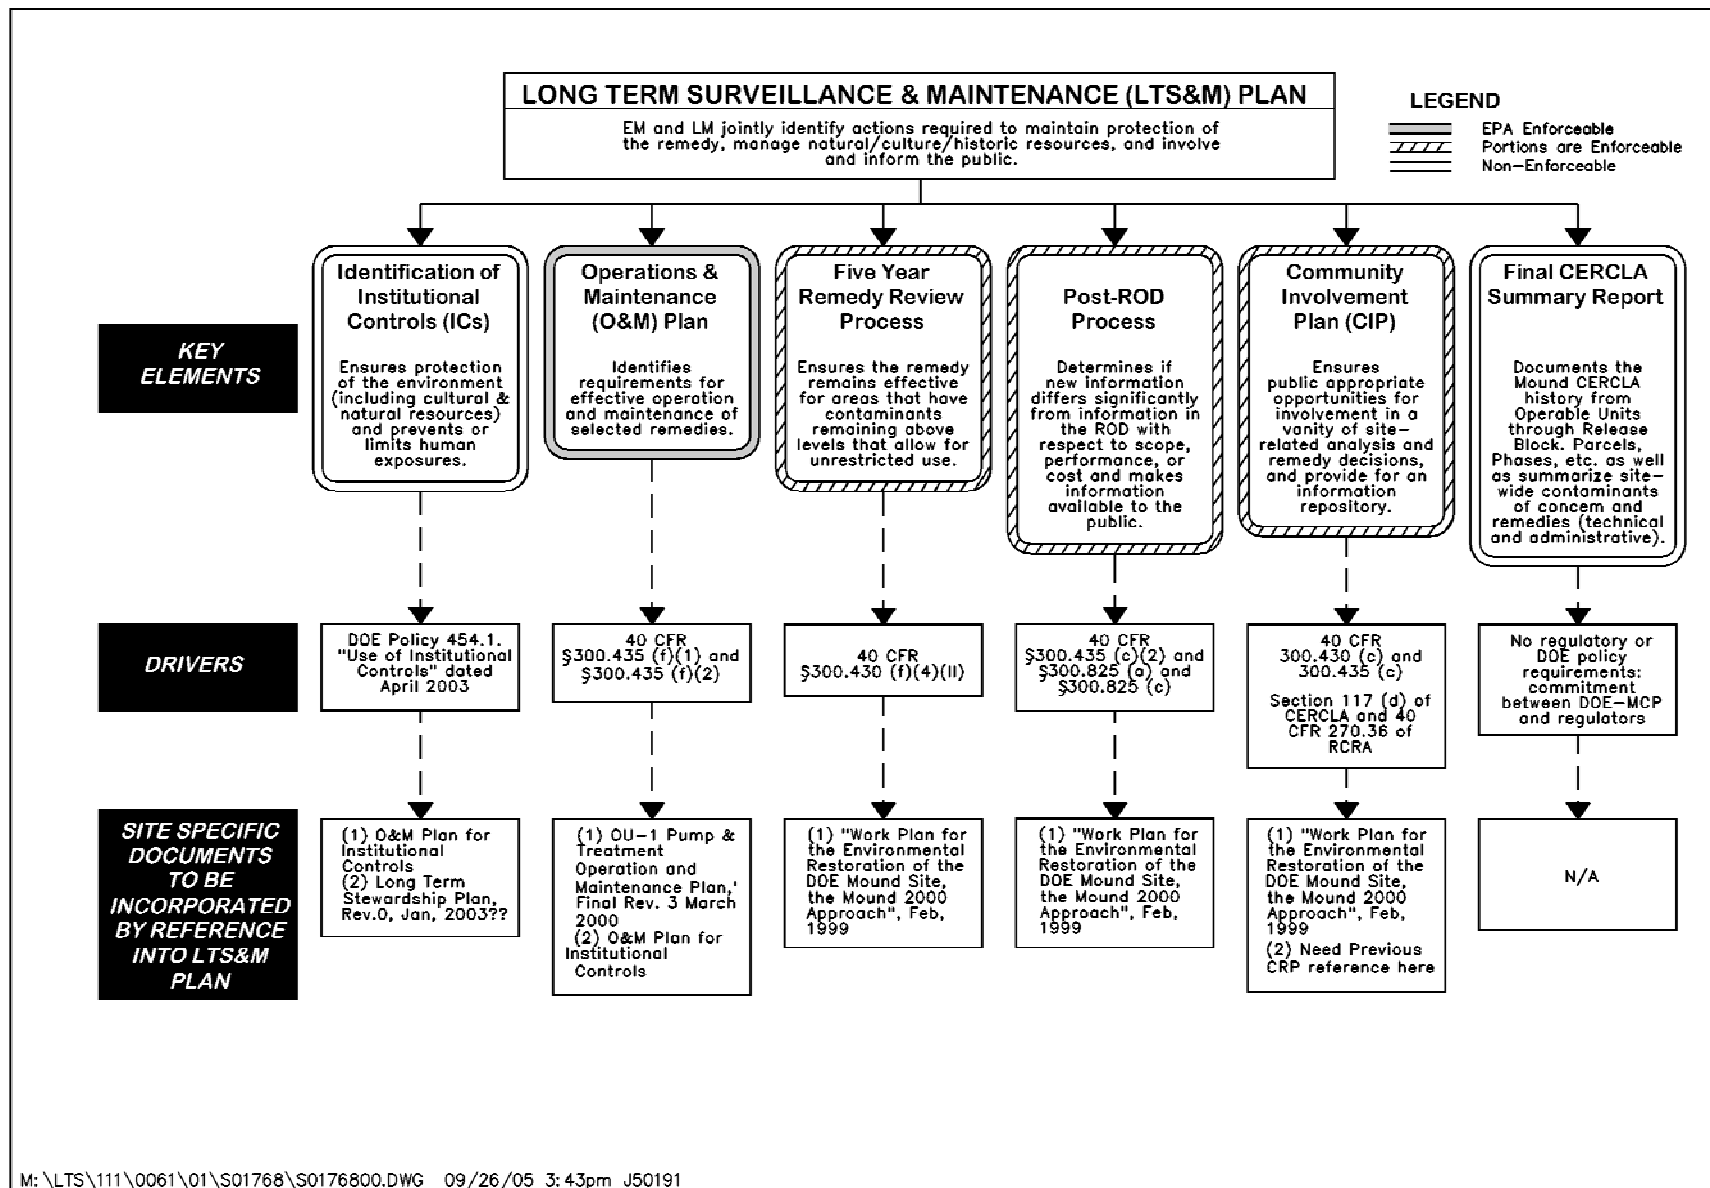 LONG TERM SURVEILLANCE & MAINTENANCE (LTS&M) PLAN
EM and LM jointly identify actions required to maintain protection of
the remedy, manage natural/culture/historic resources, and involve
and inform the public.
LEGEND
EPA Enforceable
Portions are Enforceable
Non-Enforceable
KEY
ELEMENTS
Identification of
Institutional
Controls (ICs)
Ensures protection
of the environment
(including cultural &
natural resources)
and prevents or
limits human
exposures.
Operations &
Maintenance
(O&M) Plan
Identifies
requirements for
effective operation
and maintenance of
selected remedies.
Five Year
Remedy Review
Process
Ensures the remedy
remains effective
for areas that have
contaminants
remaining above
levels that allow for
unrestricted use.
Post-ROD
Process
Determines if
new information
differs significantly
from information in
the ROD with
respect to scope,
performance, or
cost and makes
information
available to the
public.
Community
Involvement
Plan (CIP)
Ensures
public appropriate
opportunities for
involvement in a
vanity of site-
related analysis and
remedy decisions,
and provide for an
information
repository.
Final CERCLA
Summary Report
Documents the
Mound CERCLA
history from
Operable Units
through Release
Block. Parcels,
Phases, etc. as well
as summarize site-
wide contaminants
of concem and
remedies (technical
and administrative).
DRIVERS
DOE Policy 454.1.
"Use of Institutional
Controls" dated
April 2003
40 CFR
§300.435 (f)(1) and
§300.435 (f)(2)
40 CFR
§300.430 (f)(4)(II)
40 CFR
§300.435 (c)(2) and
§300.825 (a) and
§300.825 (c)
40 CFR
300.430 (c) and
300.435 (c)
Section 117 (d) of
CERCLA and 40
CFR 270.36 of
RCRA
No regulatory or
DOE policy
requirements:
commitment
between DOE-MCP
and regulators
SITE SPECIFIC
DOCUMENTS
TO BE
INCORPORATED
BY REFERENCE
INTO LTS&M
PLAN
(1) O&M Plan for
Institutional
Controls
(2) Long Term
Stewardship Plan,
Rev.0, Jan, 2003??
(1) OU-1 Pump &
Treatment
Operation and
Maintenance Plan,'
Final Rev. 3 March
2000
(2) O&M Plan for
Institutional
Controls
(1) "Work Plan for
the Environmental
Restoration of the
DOE Mound Site,
the Mound 2000
Approach", Feb,
1999
(1) "Work Plan for
the Environmental
Restoration of the
DOE Mound Site,
the Mound 2000
Approach", Feb,
1999
(1) "Work Plan for
the Environmental
Restoration of the
DOE Mound Site,
the Mound 2000
Approach", Feb,
1999
(2) Need Previous
CRP reference here
N/A
M:\LTS\111\0061\01\S01768\S0176800.DWG 09/26/05 3:43pm J50191